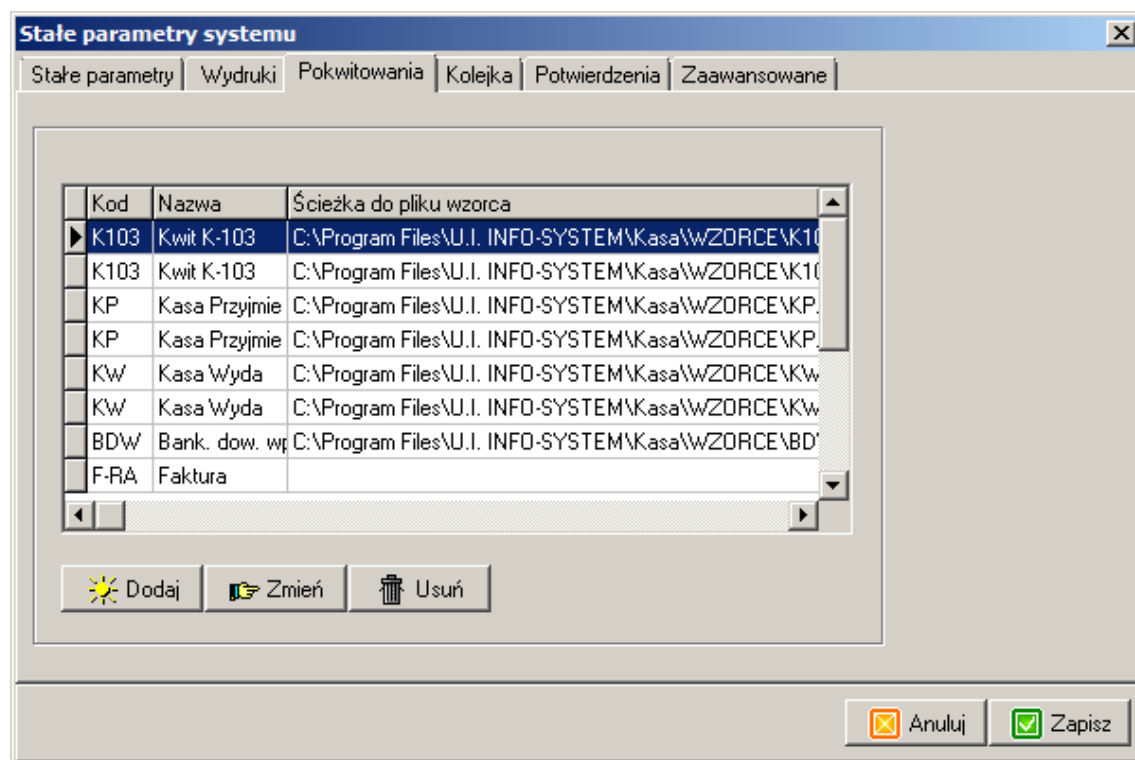 Stałe parametry systemu
Stałe parametry Wydruki Pokwitowania Kolejka Potwierdzenia Zaawansowane
Kod Nazwa Ścieżka do pliku wzorca
K103 Kwit K-103 C:\Program Files\U.I. INFO-SYSTEM\Kasa\WZORCE\K10
K103 Kwit K-103 C:\Program Files\U.I. INFO-SYSTEM\Kasa\WZORCE\K10
KP Kasa Przyjmie C:\Program Files\U.I. INFO-SYSTEM\Kasa\WZORCE\KP.
KP Kasa Przyjmie C:\Program Files\U.I. INFO-SYSTEM\Kasa\WZORCE\KP.
KW Kasa Wyda C:\Program Files\U.I. INFO-SYSTEM\Kasa\WZORCE\KW
KW Kasa Wyda C:\Program Files\U.I. INFO-SYSTEM\Kasa\WZORCE\KW
BDW Bank. dow. wp C:\Program Files\U.I. INFO-SYSTEM\Kasa\WZORCE\BD
F-RA Faktura
Dodaj Zmień Usuń
Anuluj Zapisz